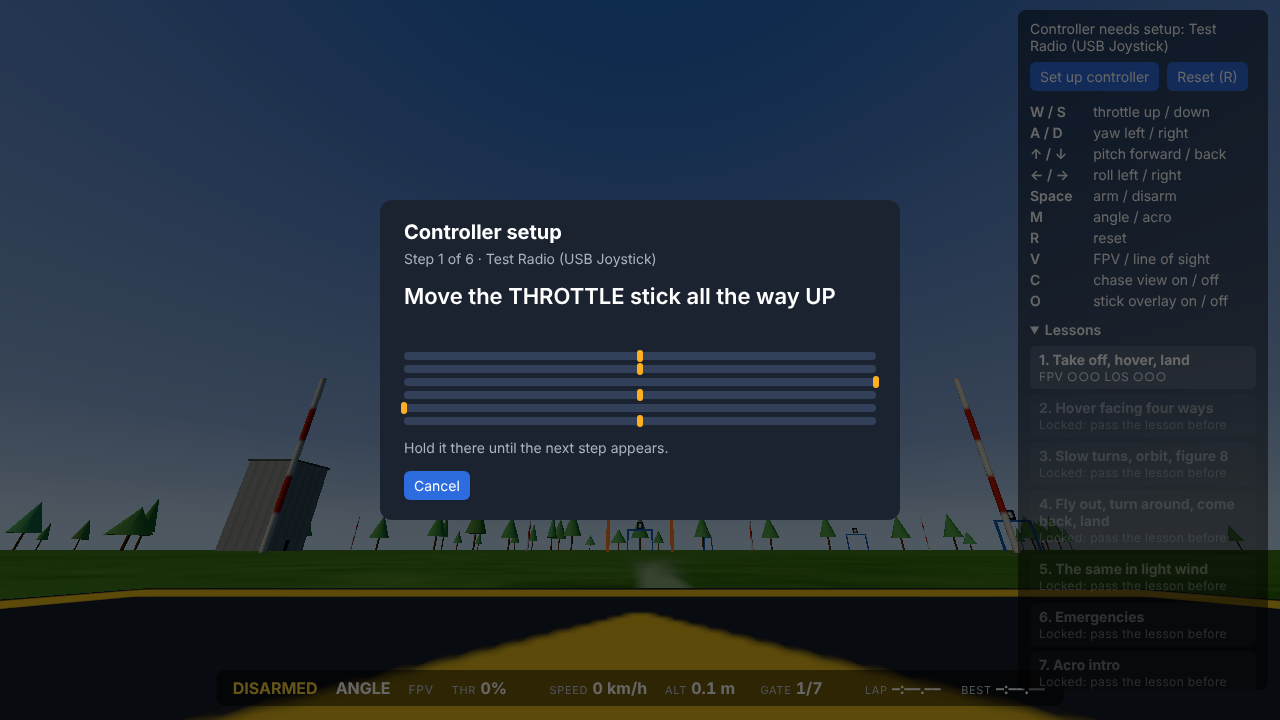 Controller needs setup: Test
Radio (USB Joystick)
Set up controller
Reset (R)
W / S throttle up / down
A / D yaw left / right
↑ / ↓ pitch forward / back
← / → roll left / right
Space arm / disarm
M angle / acro
R reset
V FPV / line of sight
C chase view on / off
O stick overlay on / off
▼ Lessons
1. Take off, hover, land
FPV ○○○ LOS ○○○
2. Hover facing four ways
Locked: pass the lesson before
3. Slow turns, orbit, figure 8
Locked: pass the lesson before
4. Fly out, turn around, come
back, land
Locked: pass the lesson before
5. The same in light wind
Locked: pass the lesson before
6. Emergencies
Locked: pass the lesson before
7. Acro intro
Locked: pass the lesson before
Controller setup
Step 1 of 6 · Test Radio (USB Joystick)
Move the THROTTLE stick all the way UP
Hold it there until the next step appears.
Cancel
DISARMED ANGLE FPV THR 0% SPEED 0 km/h ALT 0.1 m GATE 1/7 LAP –:––.–– BEST –:––.––